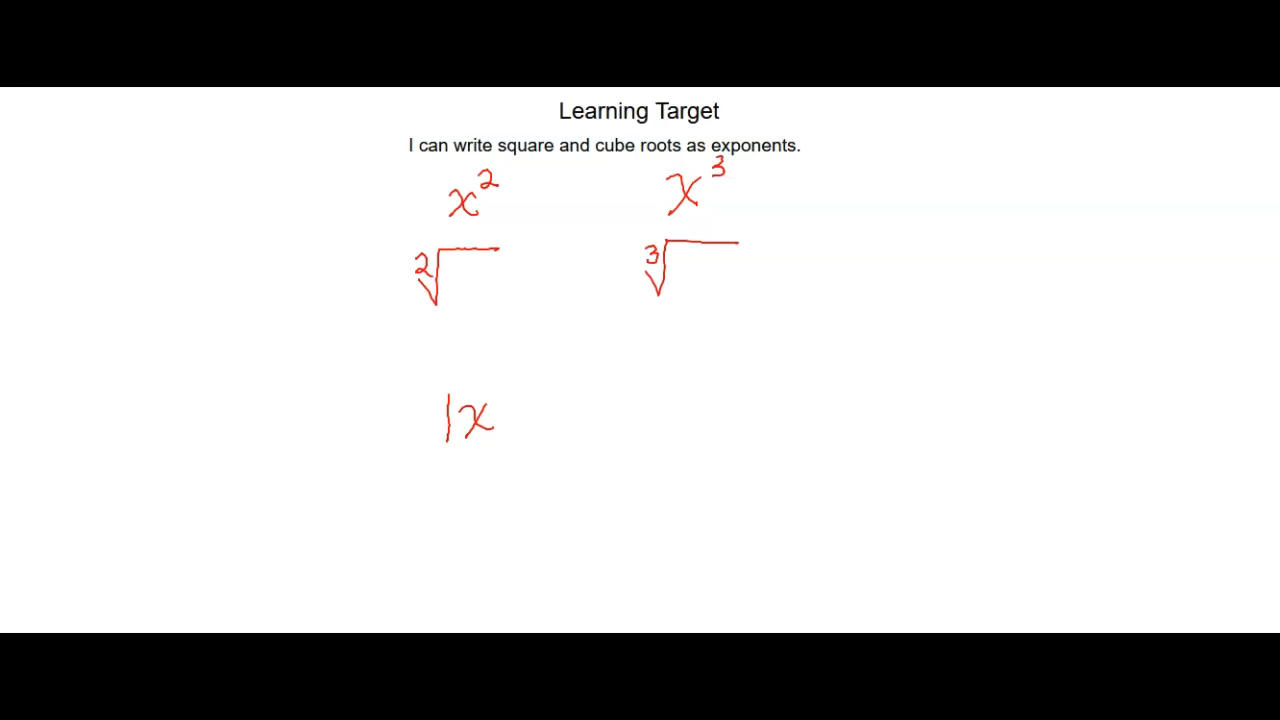 Learning Target
I can write square and cube roots as exponents.
x² x³
²√ ³√
1x